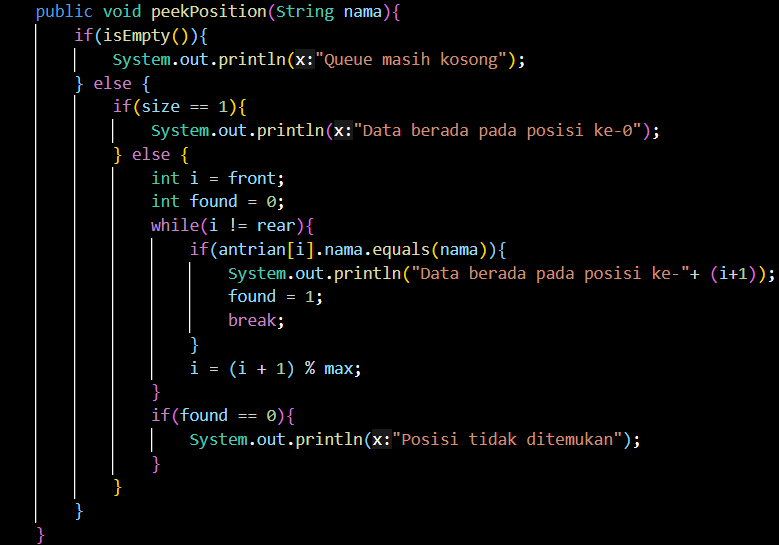 public void peekPosition(String nama){
if(isEmpty()){
System.out.println(x:"Queue masih kosong");
} else {
if(size == 1){
System.out.println(x:"Data berada pada posisi ke-0");
} else {
int i = front;
int found = 0;
while(i != rear){
if(antrian[i].nama.equals(nama)){
System.out.println("Data berada pada posisi ke-"+ (i+1));
found = 1;
break;
}
i = (i + 1) % max;
}
if(found == 0){
System.out.println(x:"Posisi tidak ditemukan");
}
}
}
}